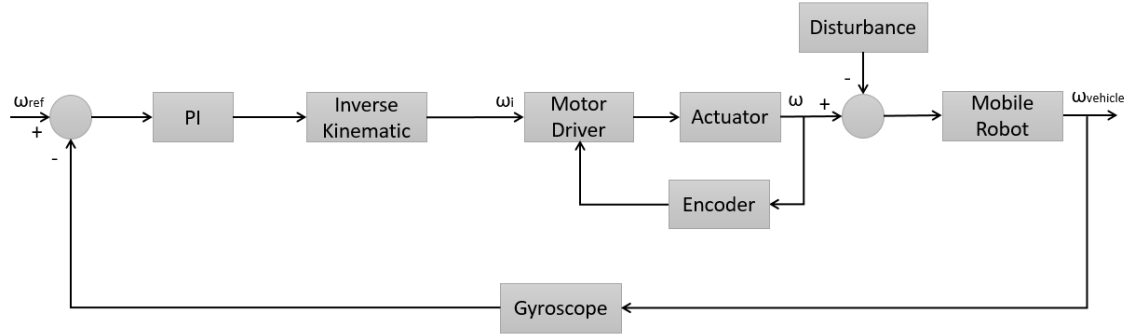 Disturbance
-
ωref
+
-
PI
Inverse
Kinematic
ωi
Motor
Driver
Actuator
ω
+
Mobile
Robot
ωvehicle
Encoder
Gyroscope